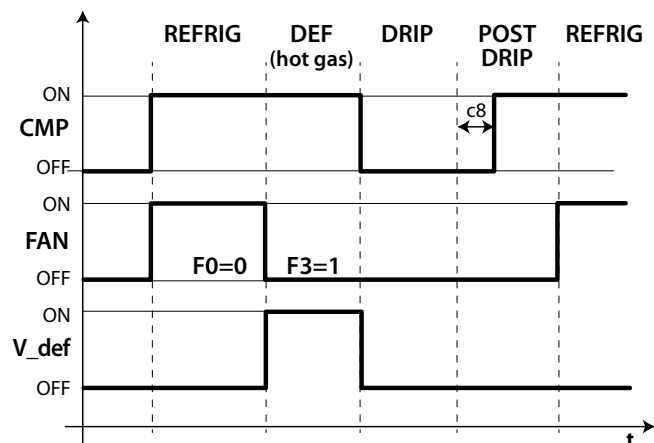 REFRIG DEF DRIP POST REFRIG
(hot gas) DRIP
ON
c8
CMP
OFF
ON
FAN
F0=0 F3=1
OFF
ON
V_def
OFF
t